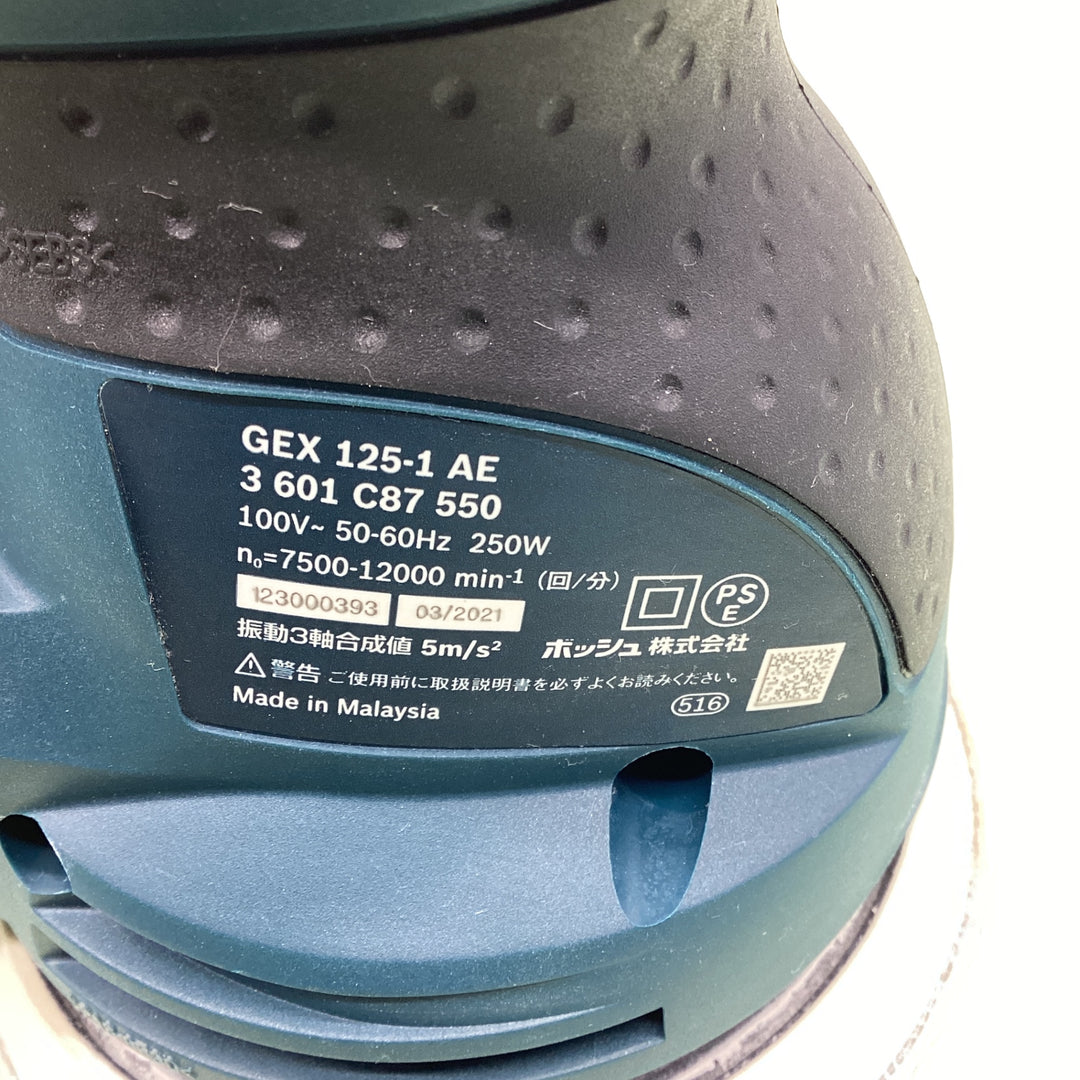 >SEBS<
GEX 125-1 AE
3 601 C87 550
100V~ 50-60Hz 250W
n₀=7500-12000 min⁻¹ (回/分)
123000393 03/2021
PSE
振動3軸合成値 5m/s² ボッシュ株式会社
⚠警告 ご使用前に取扱説明書を必ずよくお読みください。
Made in Malaysia 516